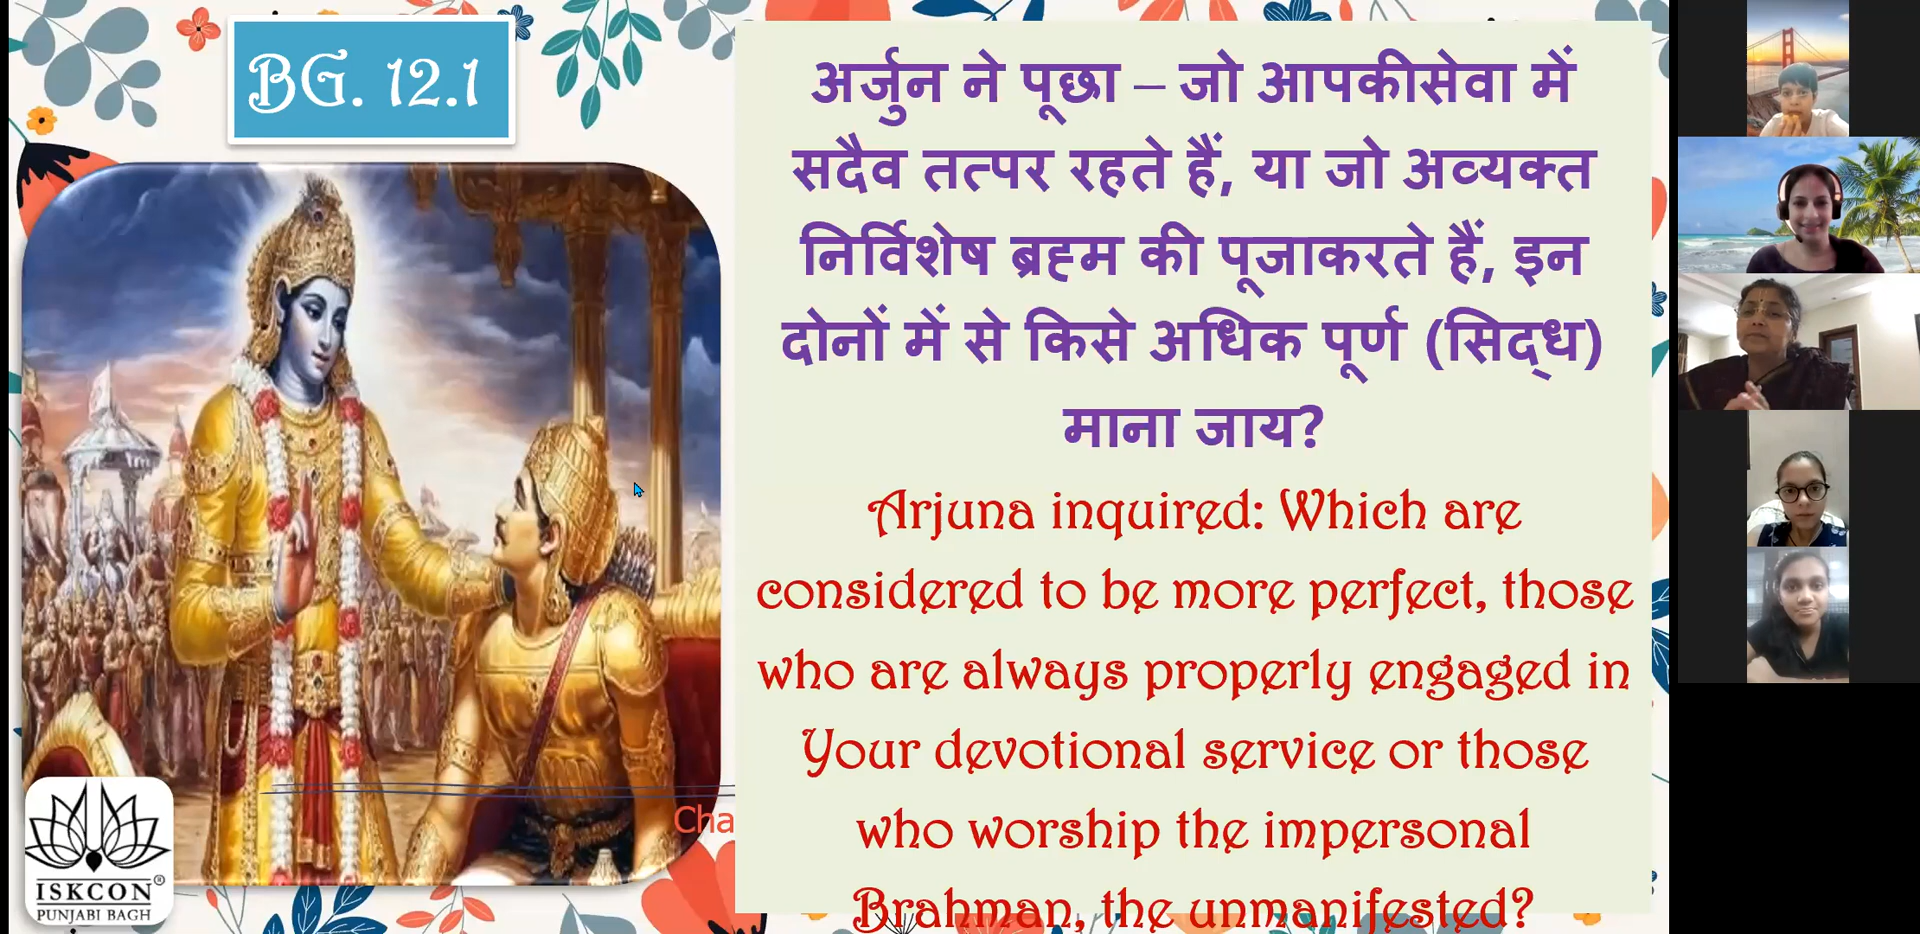 BG. 12.1
अर्जुन ने पूछा – जो आपकीसेवा में
सदैव तत्पर रहते हैं, या जो अव्यक्त
निर्विशेष ब्रह्म की पूजाकरते हैं, इन
दोनों में से किसे अधिक पूर्ण (सिद्ध)
माना जाय?
Arjuna inquired: Which are
considered to be more perfect, those
who are always properly engaged in
Your devotional service or those
who worship the impersonal
Brahman, the unmanifested?
Cha
ISKCON®
PUNJABI BAGH